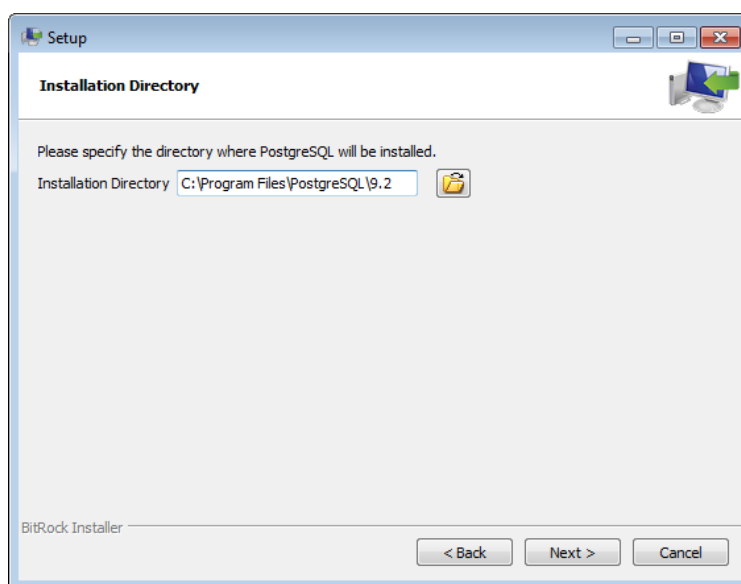 Setup
Installation Directory
Please specify the directory where PostgreSQL will be installed.
Installation Directory C:\Program Files\PostgreSQL\9.2
BitRock Installer
< Back Next > Cancel